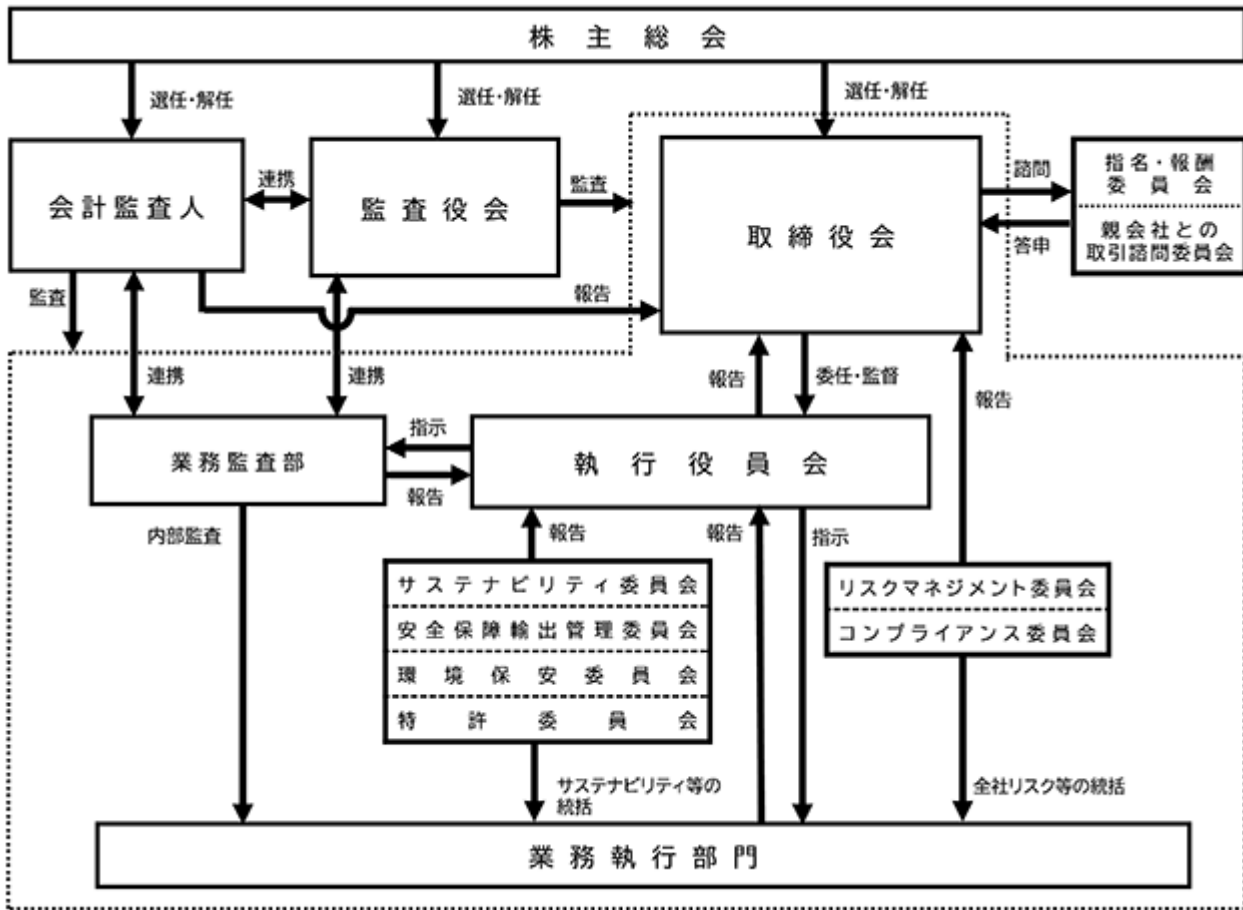 株主総会
選任・解任
選任・解任
選任・解任
会計監査人
連携
監査役会
監査
取締役会
諮問
答申
指名・報酬
委員会
親会社との
取引諮問委員会
監査
報告
連携
連携
報告
委任・監督
報告
業務監査部
指示
報告
執行役員会
内部監査
報告
報告
指示
サステナビリティ委員会
安全保障輸出管理委員会
環境保安委員会
特許委員会
リスクマネジメント委員会
コンプライアンス委員会
サステナビリティ等の
統括
全社リスク等の統括
業務執行部門